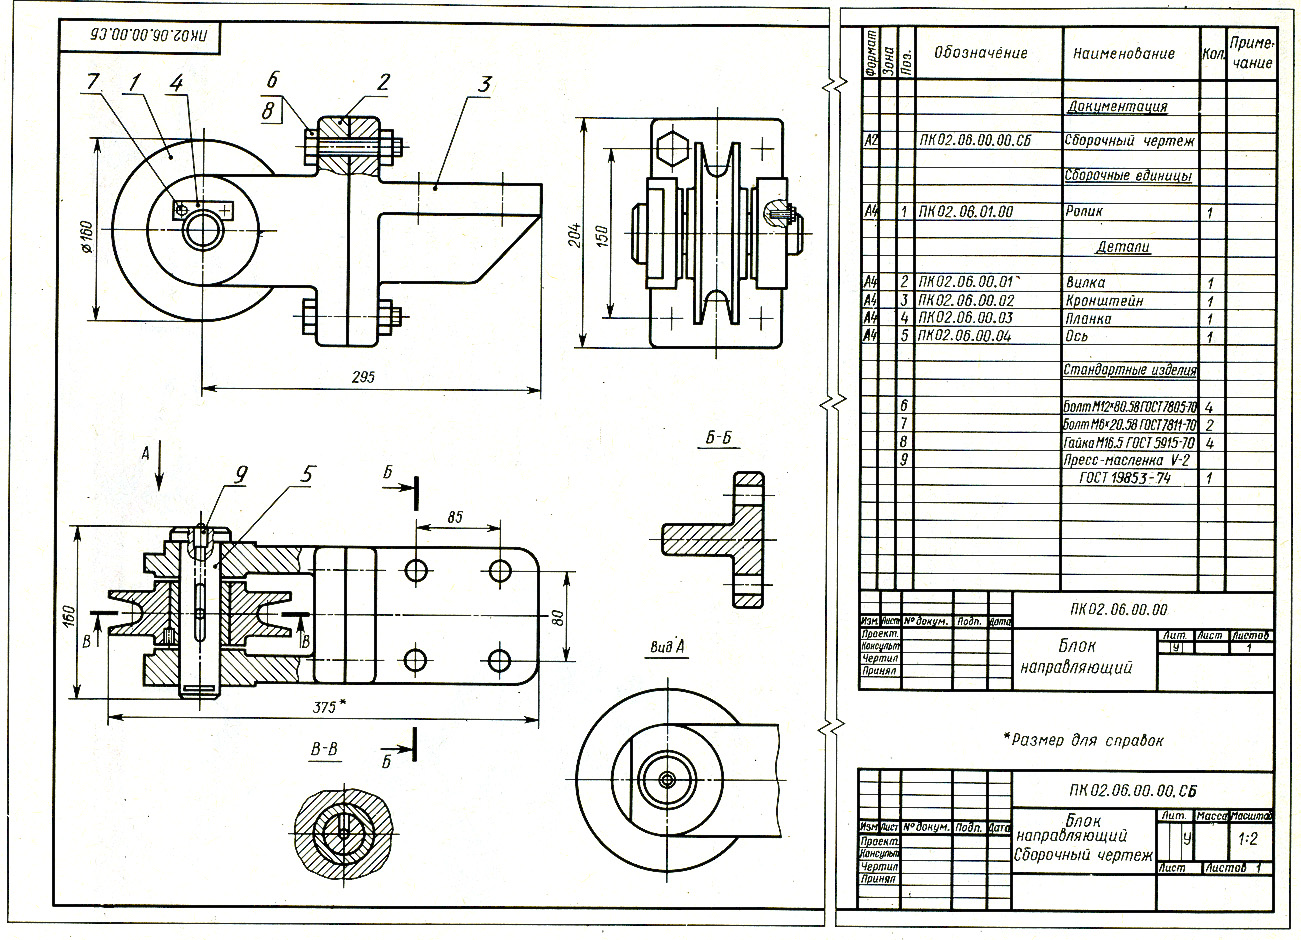 ПК02.06.00.00.СБ
7 1 4 6 2 3
8
Ø160
295
204
150
А
9 5
Б
85
Б-Б
160
В
В
80
375*
Вид А
В-В
Б
Формат Зона Поз. Обозначение Наименование Кол. Приме-
чание
Документация
А2 ПК02.06.00.00.СБ Сборочный чертеж
Сборочные единицы
А4 1 ПК02.06.01.00 Ролик 1
Детали
А4 2 ПК02.06.00.01 Вилка 1
А4 3 ПК02.06.00.02 Кронштейн 1
А4 4 ПК02.06.00.03 Планка 1
А4 5 ПК02.06.00.04 Ось 1
Стандартные изделия
6 Болт М12×80.58 ГОСТ 7805-70 4
7 Болт М6×20.58 ГОСТ 7811-70 2
8 Гайка М16.5 ГОСТ 5915-70 4
9 Пресс-масленка V-2
ГОСТ 19853-74 1
ПК02.06.00.00
Изм. Лист № докум. Подп. Дата
Проект.
Консульт
Чертил
Принял
Блок
направляющий
Лит. Лист Листов
у 1
*Размер для справок
ПК02.06.00.00.СБ
Изм Лист № докум. Подп. Дата
Проект.
Консульт
Чертил
Принял
Блок
направляющий
Сборочный чертеж
Лит. Масса Масштаб
у 1:2
Лист Листов 1